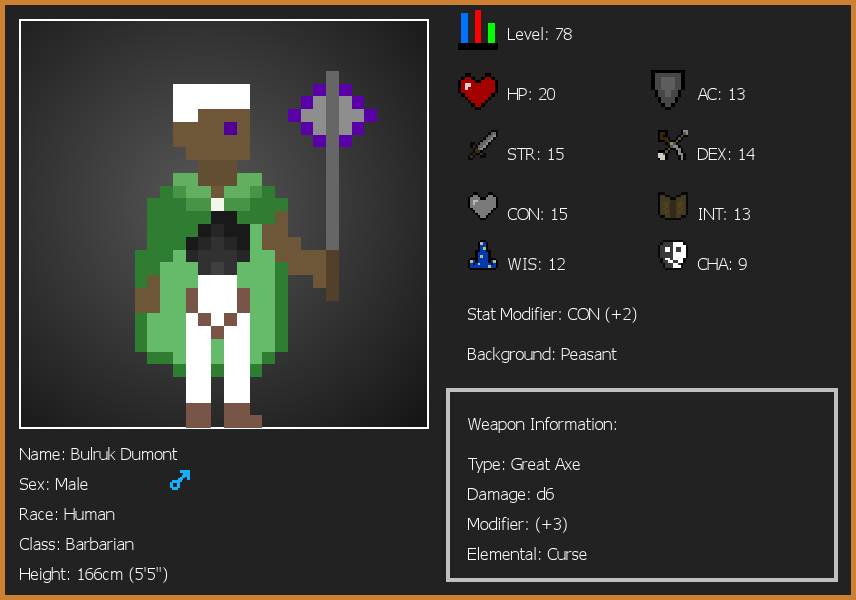 Level: 78
HP: 20
AC: 13
STR: 15
DEX: 14
CON: 15
INT: 13
WIS: 12
CHA: 9
Stat Modifier: CON (+2)
Background: Peasant
Weapon Information:
Type: Great Axe
Damage: d6
Modifier: (+3)
Elemental: Curse
Name: Bulruk Dumont
Sex: Male
Race: Human
Class: Barbarian
Height: 166cm (5'5")